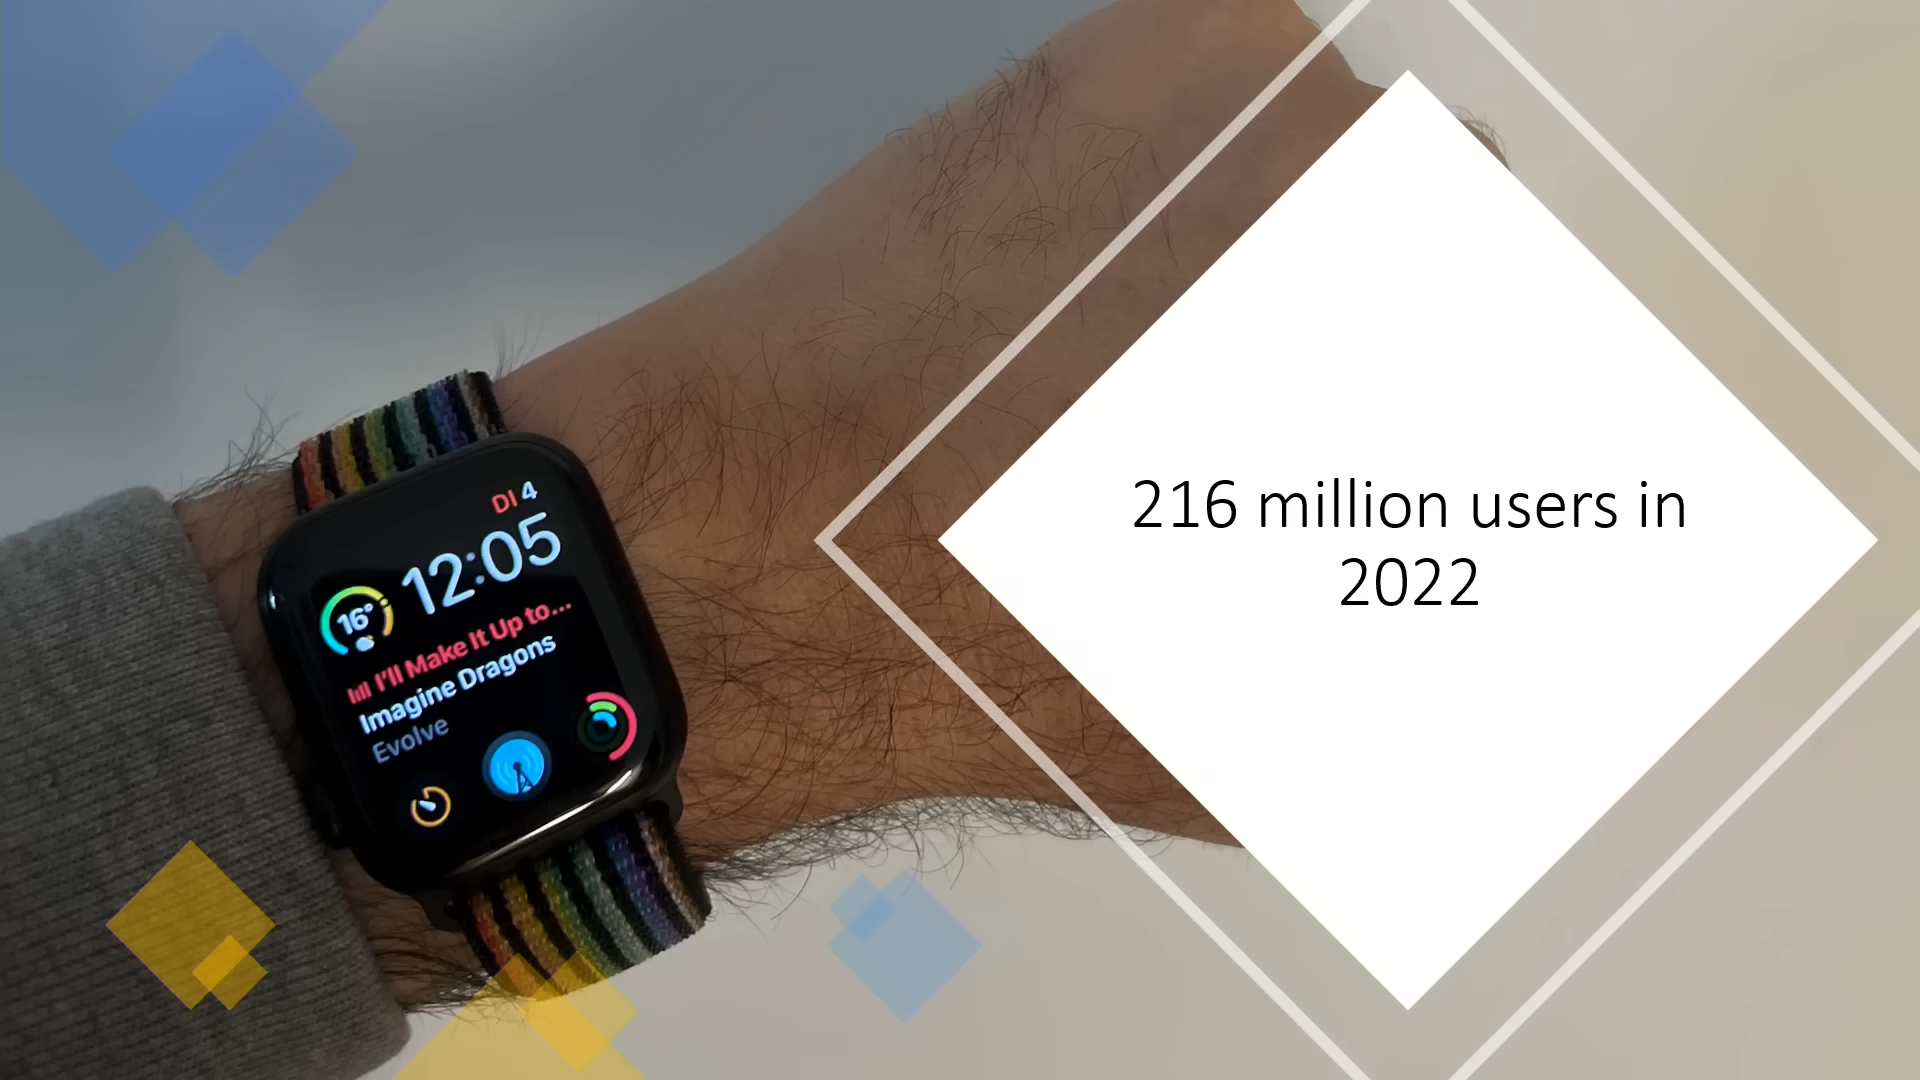 DI 4
12:05
16°
I'll Make It Up to...
Imagine Dragons
Evolve
216 million users in
2022